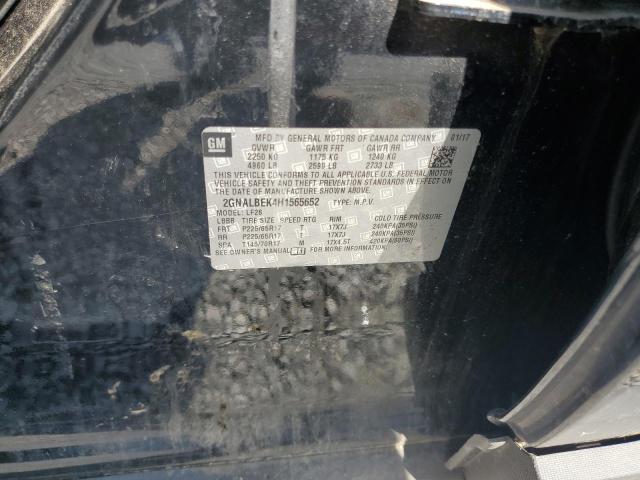 GM
MFD BY GENERAL MOTORS OF CANADA COMPANY 01/17
GVWR GAWR FRT GAWR RR
2250 KG 1175 KG 1240 KG
4960 LB 2590 LB 2733 LB
THIS VEHICLE CONFORMS TO ALL APPLICABLE U.S. FEDERAL MOTOR
VEHICLE SAFETY AND THEFT PREVENTION STANDARDS IN EFFECT ON
THE DATE OF MANUFACTURE SHOWN ABOVE.
2GNALBEK4H1565652 TYPE: M.P.V.
MODEL: LF26
LBBB TIRE SIZE SPEED RTG RIM COLD TIRE PRESSURE
FRT P225/65R17 T 17X7J 240KPA(35PSI)
RR P225/65R17 T 17X7J 240KPA(35PSI)
SPA T145/70R17 M 17X4.5T 420KPA(60PSI)
SEE OWNER'S MANUAL FOR MORE INFORMATION.